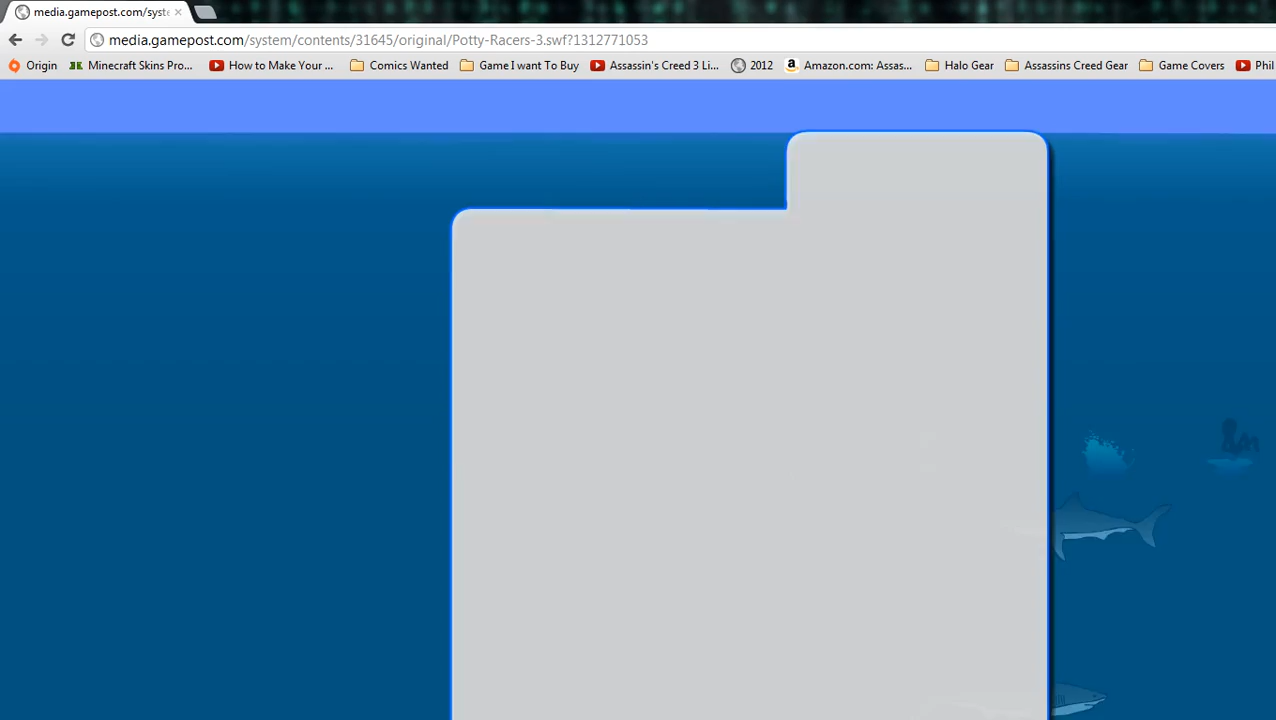 media.gamepost.com/syste
media.gamepost.com/system/contents/31645/original/Potty-Racers-3.swf?1312771053
Origin Minecraft Skins Pro... How to Make Your ... Comics Wanted Game I want To Buy Assassin's Creed 3 Li... 2012 Amazon.com: Assas... Halo Gear Assassins Creed Gear Game Covers Phil